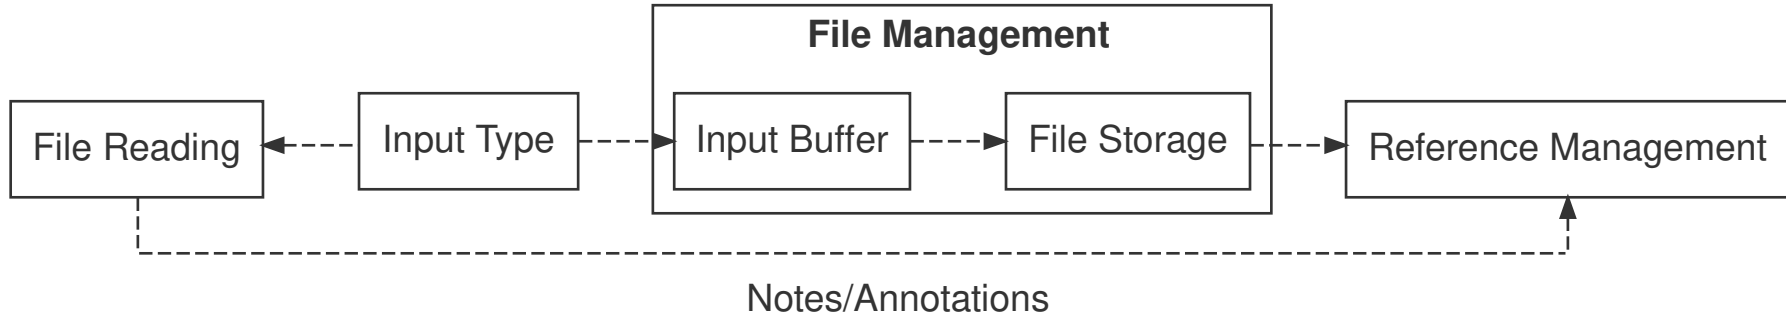 File Management
File Reading
Input Type
Input Buffer
File Storage
Reference Management
Notes/Annotations